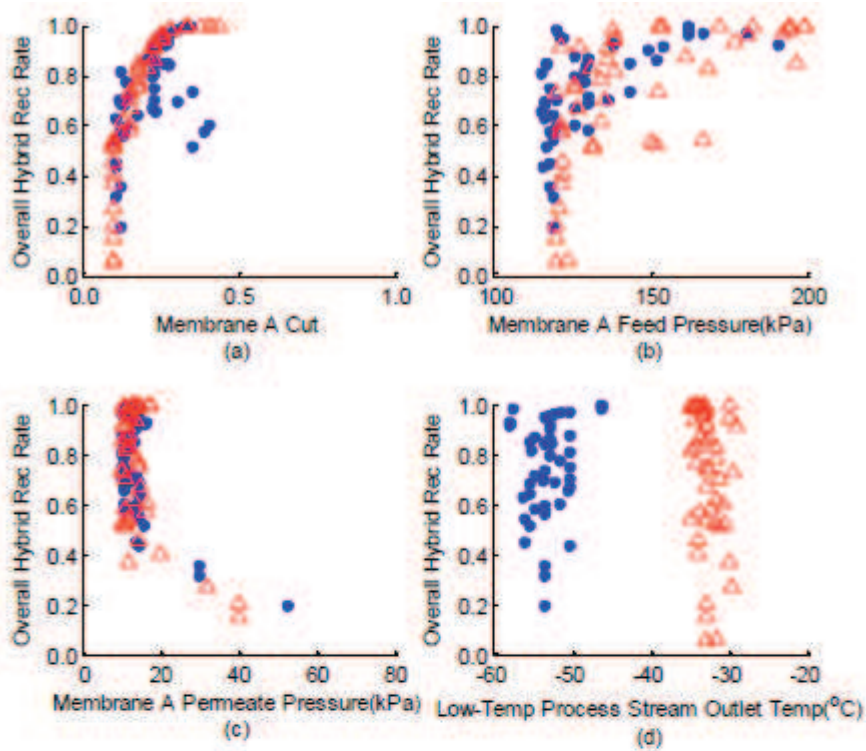 Overall Hybrid Rec Rate
1.0
0.8
0.6
0.4
0.2
0.0
0.0 0.5 1.0
Membrane A Cut
(a)
Overall Hybrid Rec Rate
1.0
0.8
0.6
0.4
0.2
0.0
100 150 200
Membrane A Feed Pressure(kPa)
(b)
Overall Hybrid Rec Rate
1.0
0.8
0.6
0.4
0.2
0.0
0 20 40 60 80
Membrane A Permeate Pressure(kPa)
(c)
Overall Hybrid Rec Rate
1.0
0.8
0.6
0.4
0.2
0.0
-60 -50 -40 -30 -20
Low-Temp Process Stream Outlet Temp(°C)
(d)